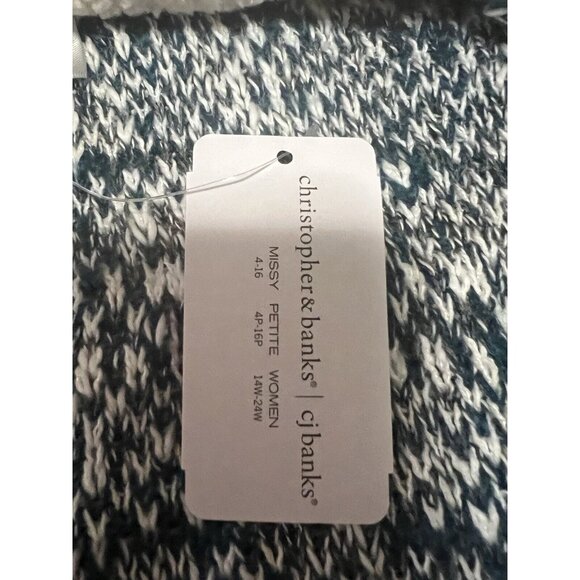 christopher&banks® | cj banks®
MISSY PETITE WOMEN
4-16 4P-16P 14W-24W